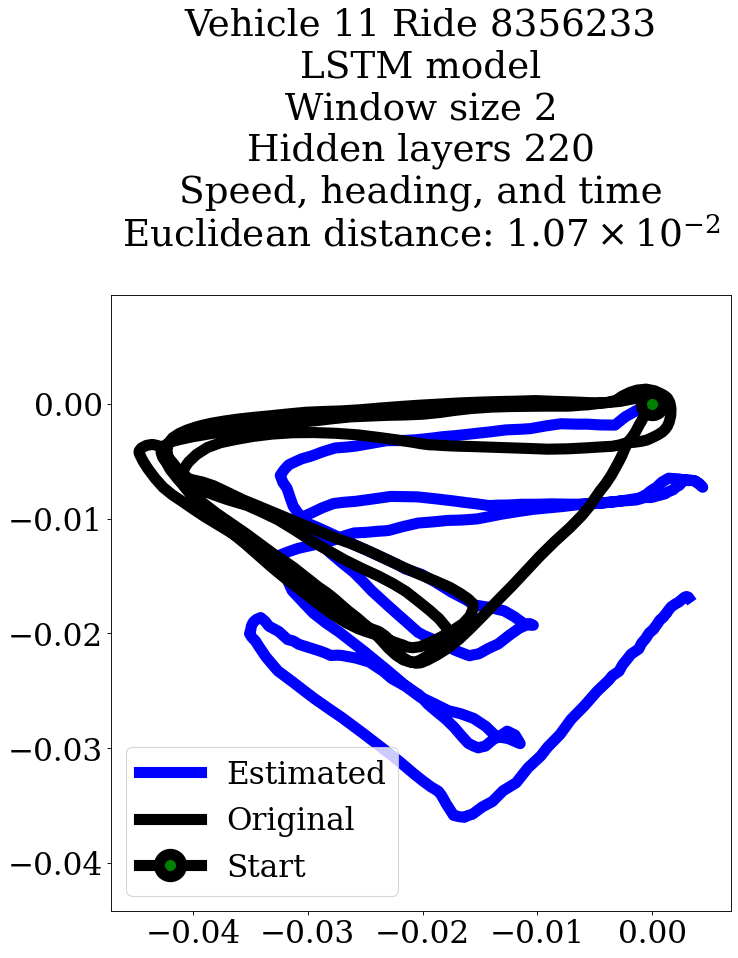 Vehicle 11 Ride 8356233
LSTM model
Window size 2
Hidden layers 220
Speed, heading, and time
Euclidean distance: 1.07 × 10⁻²
0.00
−0.01
−0.02
−0.03
−0.04
Estimated
Original
Start
−0.04 −0.03 −0.02 −0.01 0.00